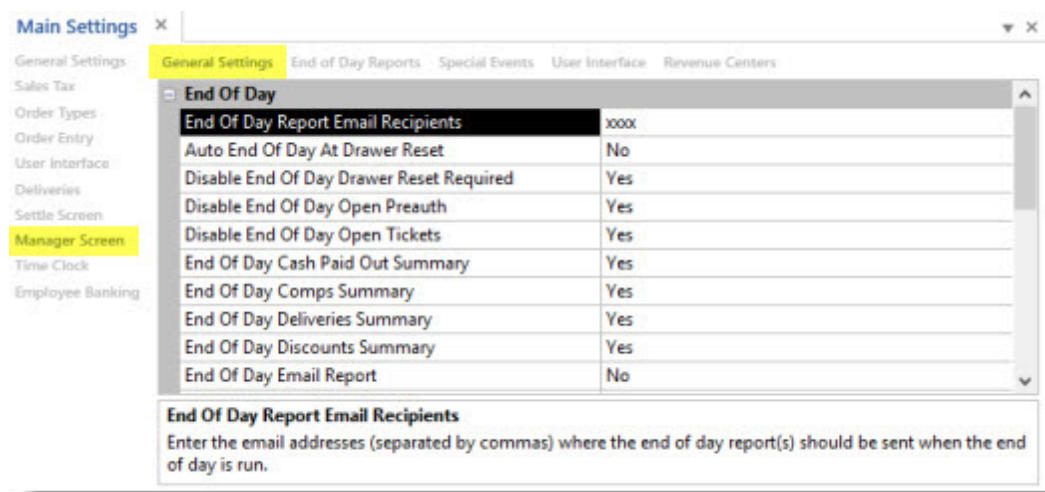 Main Settings
General Settings
Sales Tax
Order Types
Order Entry
User Interface
Deliveries
Settle Screen
Manager Screen
Time Clock
Employee Banking
General Settings End of Day Reports Special Events User Interface Revenue Centers
End Of Day
End Of Day Report Email Recipients xxxx
Auto End Of Day At Drawer Reset No
Disable End Of Day Drawer Reset Required Yes
Disable End Of Day Open Preauth Yes
Disable End Of Day Open Tickets Yes
End Of Day Cash Paid Out Summary Yes
End Of Day Comps Summary Yes
End Of Day Deliveries Summary Yes
End Of Day Discounts Summary Yes
End Of Day Email Report No
End Of Day Report Email Recipients
Enter the email addresses (separated by commas) where the end of day report(s) should be sent when the end
of day is run.